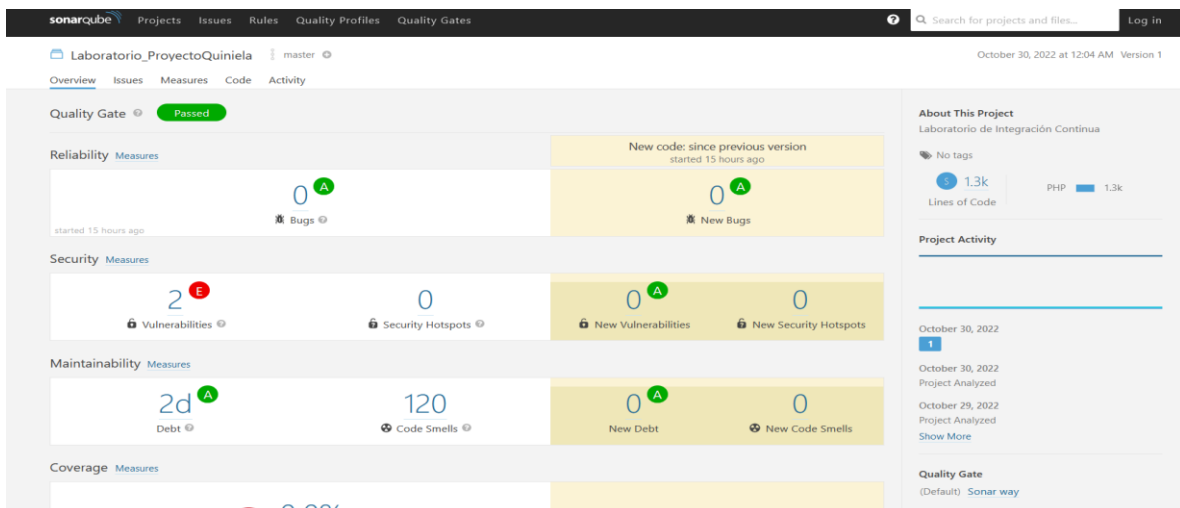 sonarqube Projects Issues Rules Quality Profiles Quality Gates Search for projects and files... Log in
Laboratorio_ProyectoQuiniela master October 30, 2022 at 12:04 AM Version 1
Overview Issues Measures Code Activity
Quality Gate Passed
Reliability Measures
New code: since previous version
started 15 hours ago
0 A
Bugs
started 15 hours ago
0 A
New Bugs
Security Measures
2 E
Vulnerabilities
0
Security Hotspots
0 A
New Vulnerabilities
0
New Security Hotspots
Maintainability Measures
2d A
Debt
120
Code Smells
0 A
New Debt
0
New Code Smells
Coverage Measures
About This Project
Laboratorio de Integración Continua
No tags
S 1.3k
Lines of Code
PHP 1.3k
Project Activity
October 30, 2022
1
October 30, 2022
Project Analyzed
October 29, 2022
Project Analyzed
Show More
Quality Gate
(Default) Sonar way